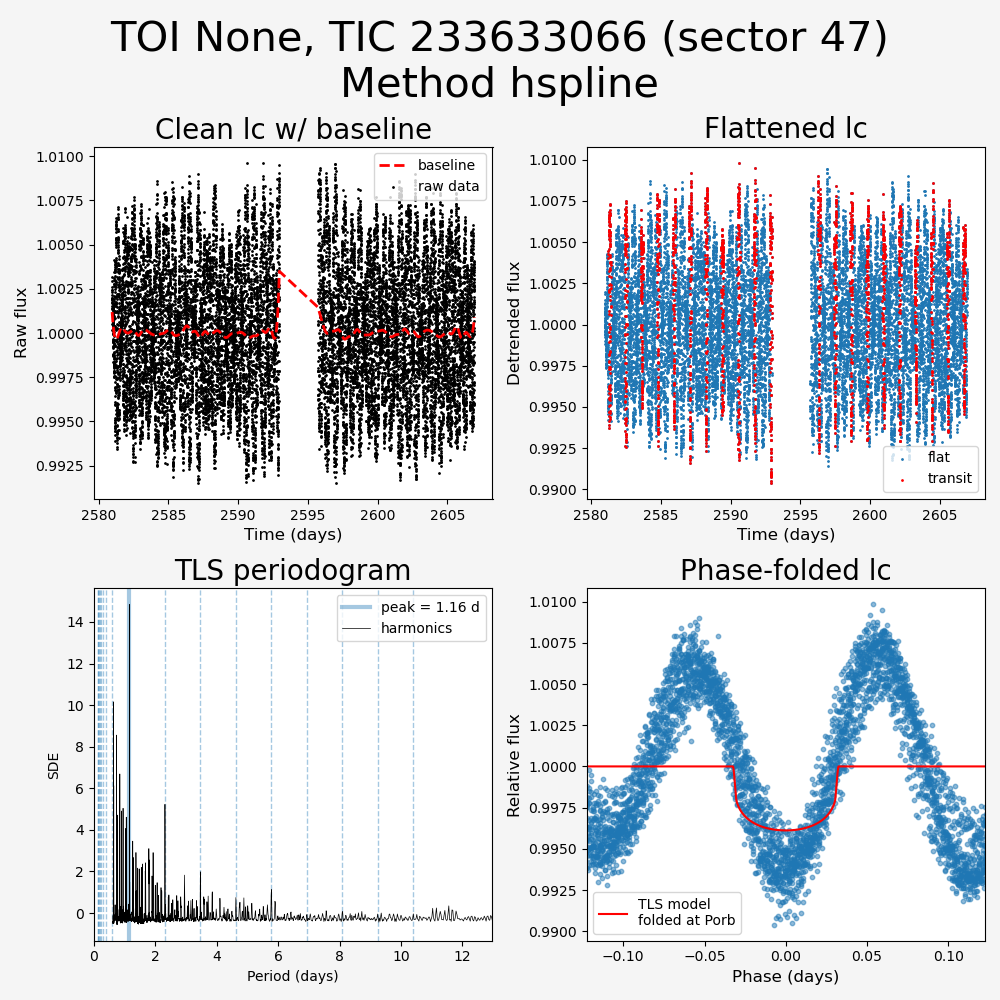 TOI None, TIC 233633066 (sector 47)
Method hspline
Clean lc w/ baseline
Raw flux
1.0100
1.0075
1.0050
1.0025
1.0000
0.9975
0.9950
0.9925
baseline
raw data
2580 2585 2590 2595 2600 2605
Time (days)
Flattened lc
Detrended flux
1.0100
1.0075
1.0050
1.0025
1.0000
0.9975
0.9950
0.9925
0.9900
flat
transit
2580 2585 2590 2595 2600 2605
Time (days)
TLS periodogram
SDE
14
12
10
8
6
4
2
0
peak = 1.16 d
harmonics
0 2 4 6 8 10 12
Period (days)
Phase-folded lc
Relative flux
1.0100
1.0075
1.0050
1.0025
1.0000
0.9975
0.9950
0.9925
0.9900
TLS model
folded at Porb
−0.10 −0.05 0.00 0.05 0.10
Phase (days)